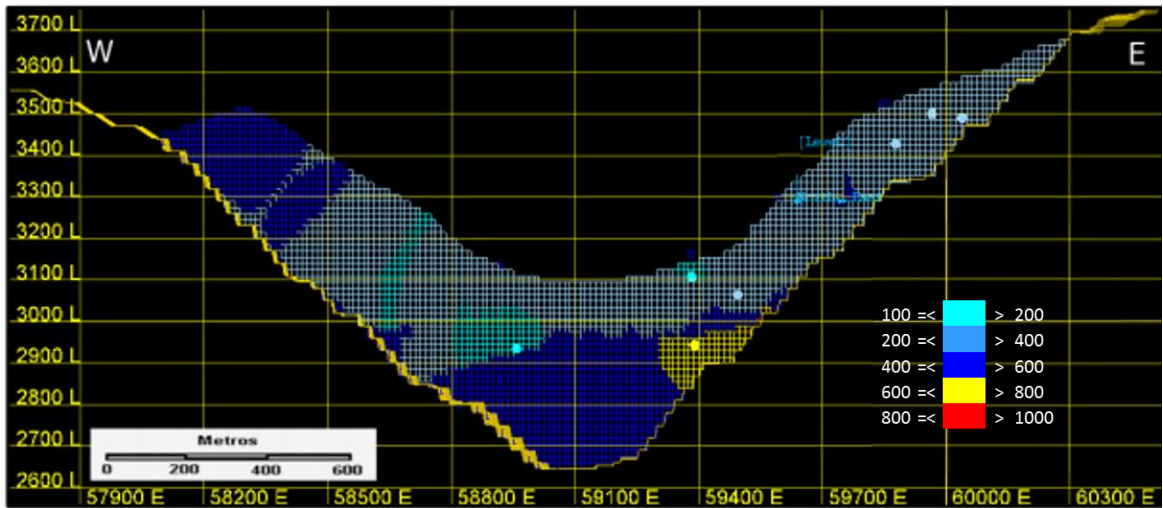 3700 L
W
E
3600 L
3500 L
3400 L
[Level
3300 L
3200 L
3100 L
3000 L
2900 L
2800 L
2700 L
2600 L
100 =< > 200
200 =< > 400
400 =< > 600
600 =< > 800
800 =< > 1000
Metros
0 200 400 600
57900 E 58200 E 58500 E 58800 E 59100 E 59400 E 59700 E 60000 E 60300 E